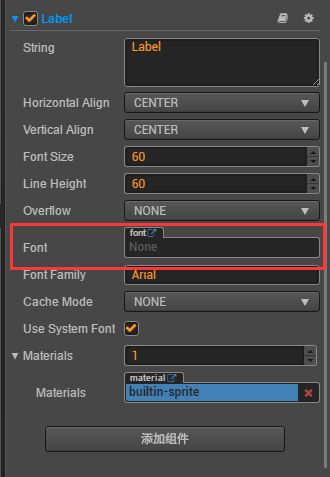 Label
String
Label
Horizontal Align
CENTER
Vertical Align
CENTER
Font Size
60
Line Height
60
Overflow
NONE
font
Font
None
Font Family
Arial
Cache Mode
NONE
Use System Font
Materials
1
material
Materials
builtin-sprite
添加组件